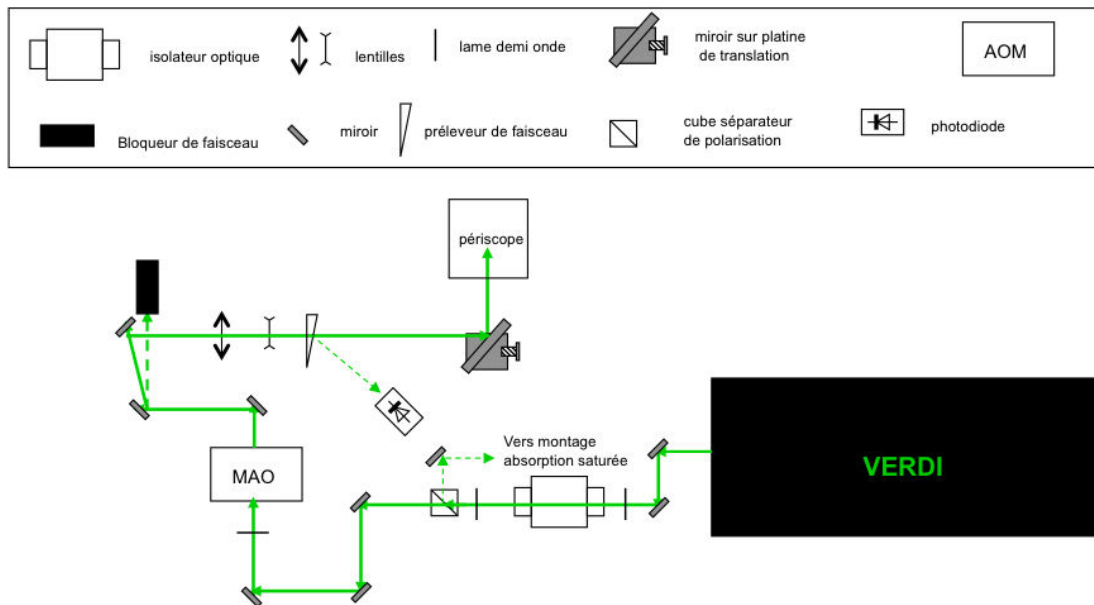 isolateur optique
lentilles
lame demi onde
miroir sur platine
de translation
AOM
Bloqueur de faisceau
miroir
préleveur de faisceau
cube séparateur
de polarisation
photodiode
périscope
Vers montage
absorption saturée
VERDI
MAO